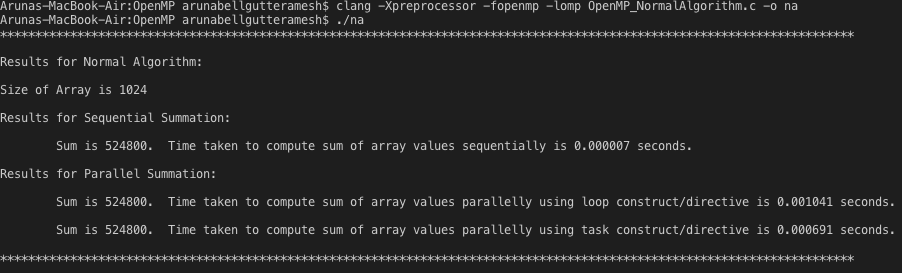 Arunas-MacBook-Air:OpenMP arunabellgutteramesh$ clang -Xpreprocessor -fopenmp -lomp OpenMP_NormalAlgorithm.c -o na
Arunas-MacBook-Air:OpenMP arunabellgutteramesh$ ./na
**************************************************************************************************************************
Results for Normal Algorithm:
Size of Array is 1024
Results for Sequential Summation:
Sum is 524800.  Time taken to compute sum of array values sequentially is 0.000007 seconds.
Results for Parallel Summation:
Sum is 524800.  Time taken to compute sum of array values parallelly using loop construct/directive is 0.001041 seconds.
Sum is 524800.  Time taken to compute sum of array values parallelly using task construct/directive is 0.000691 seconds.
**************************************************************************************************************************